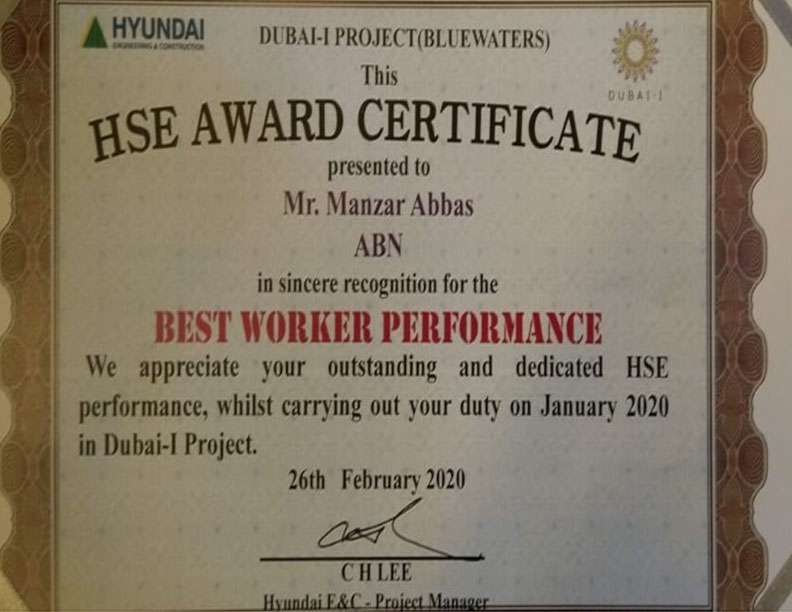 HYUNDAI
ENGINEERING & CONSTRUCTION
DUBAI-I PROJECT(BLUEWATERS)
DUBAI-I
This
HSE AWARD CERTIFICATE
presented to
Mr. Manzar Abbas
ABN
in sincere recognition for the
BEST WORKER PERFORMANCE
We appreciate your outstanding and dedicated HSE
performance, whilst carrying out your duty on January 2020
in Dubai-I Project.
26th February 2020
C H LEE
Hyundai E&C - Project Manager